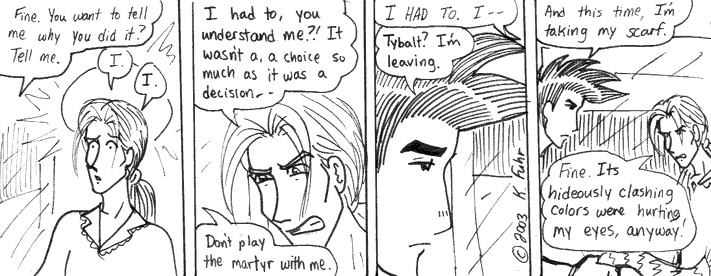 Fine. You want to tell
me why you did it?
Tell me.
I.
I.
I had to, you
understand me?! It
wasn't a, a choice so
much as it was a
decision--
Don't play
the martyr with me.
I HAD TO. I--
Tybalt? I'm
leaving.
©2003 K. Fuhr
And this time, I'm
taking my scarf.
Fine. Its
hideously clashing
colors were hurting
my eyes, anyway!